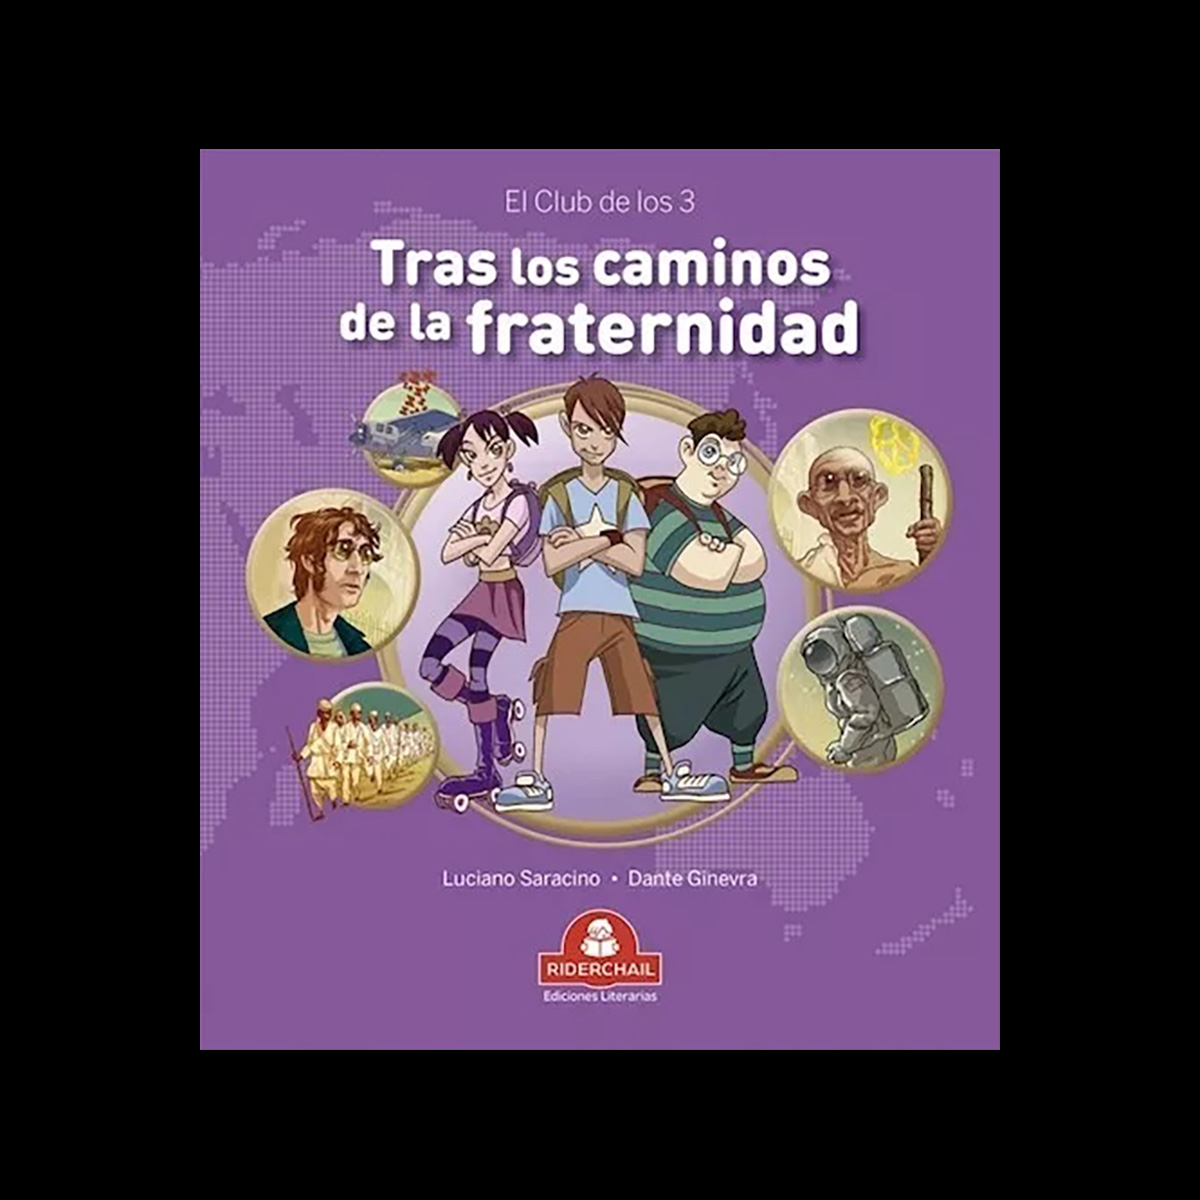 El Club de los 3
Tras los caminos
de la fraternidad
Luciano Saracino • Dante Ginevra
RIDERCHAIL
Ediciones Literarias